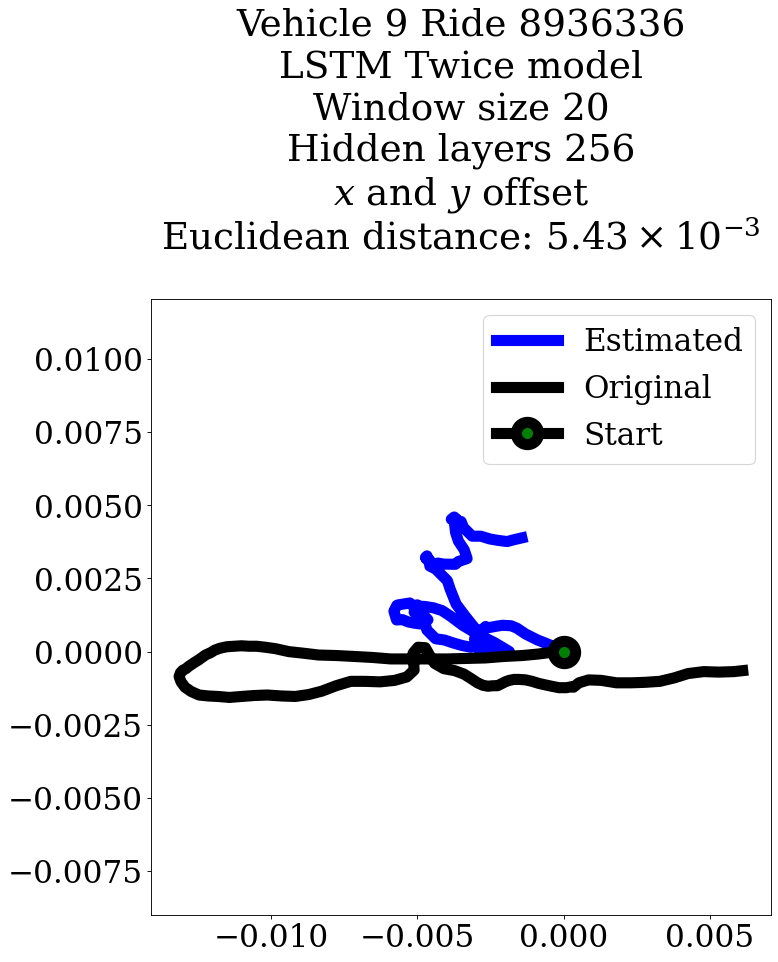 Vehicle 9 Ride 8936336
LSTM Twice model
Window size 20
Hidden layers 256
x and y offset
Euclidean distance: 5.43 × 10⁻³
Estimated
Original
Start
0.0100
0.0075
0.0050
0.0025
0.0000
−0.0025
−0.0050
−0.0075
−0.010 −0.005 0.000 0.005